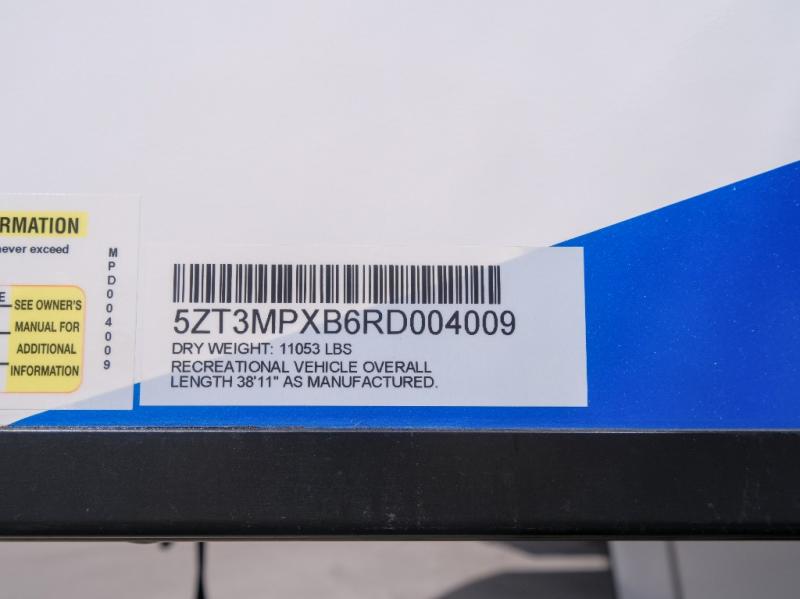 RMATION
never exceed
E
SEE OWNER'S
MANUAL FOR
ADDITIONAL
INFORMATION
MPD004009
5ZT3MPXB6RD004009
DRY WEIGHT: 11053 LBS
RECREATIONAL VEHICLE OVERALL
LENGTH 38'11" AS MANUFACTURED.